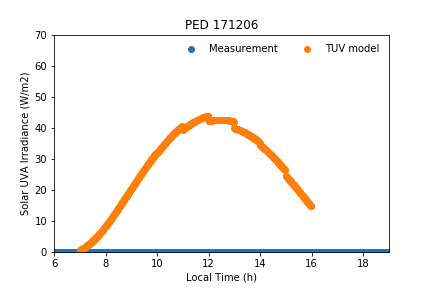 PED 171206
Measurement
TUV model
Solar UVA Irradiance (W/m2)
70
60
50
40
30
20
10
0
6 8 10 12 14 16 18
Local Time (h)